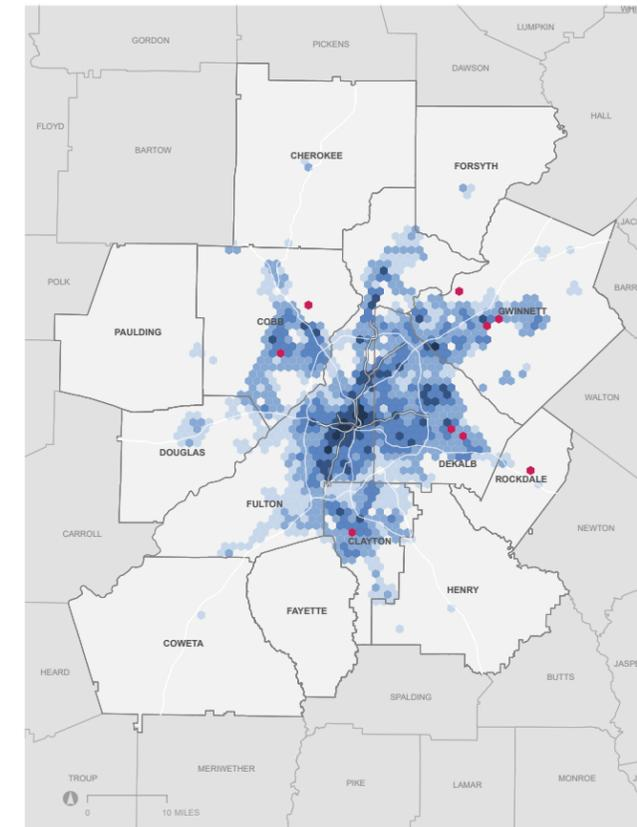 LUMPKIN
GORDON
PICKENS
DAWSON
HALL
FLOYD
BARTOW
CHEROKEE
FORSYTH
POLK
PAULDING
COBB
GWINNETT
WALTON
DOUGLAS
DEKALB
ROCKDALE
FULTON
CARROLL
NEWTON
CLAYTON
HENRY
FAYETTE
COWETA
HEARD
BUTTS
SPALDING
MERIWETHER
TROUP
PIKE
LAMAR
MONROE
0 10 MILES